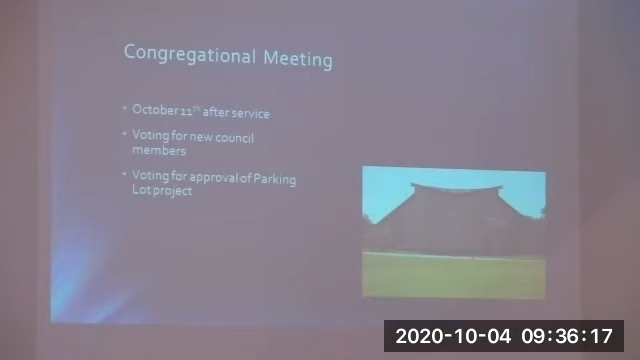 Congregational Meeting
• October 11th after service
• Voting for new council
members
• Voting for approval of Parking
Lot project
2020-10-04 09:36:17